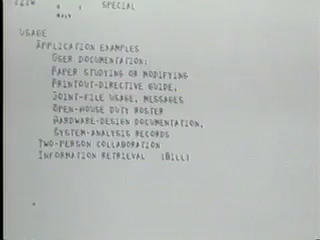 SPECIAL
USAGE
APPLICATION EXAMPLES
USER DOCUMENTATION:
PAPER STUDYING OR MODIFYING
PRINTOUT-DIRECTIVE GUIDE,
JOINT-FILE USAGE, MESSAGES
OPEN-HOUSE DUTY ROSTER
HARDWARE-DESIGN DOCUMENTATION,
SYSTEM-ANALYSIS RECORDS
TWO-PERSON COLLABORATION
INFORMATION RETRIEVAL (BILL)